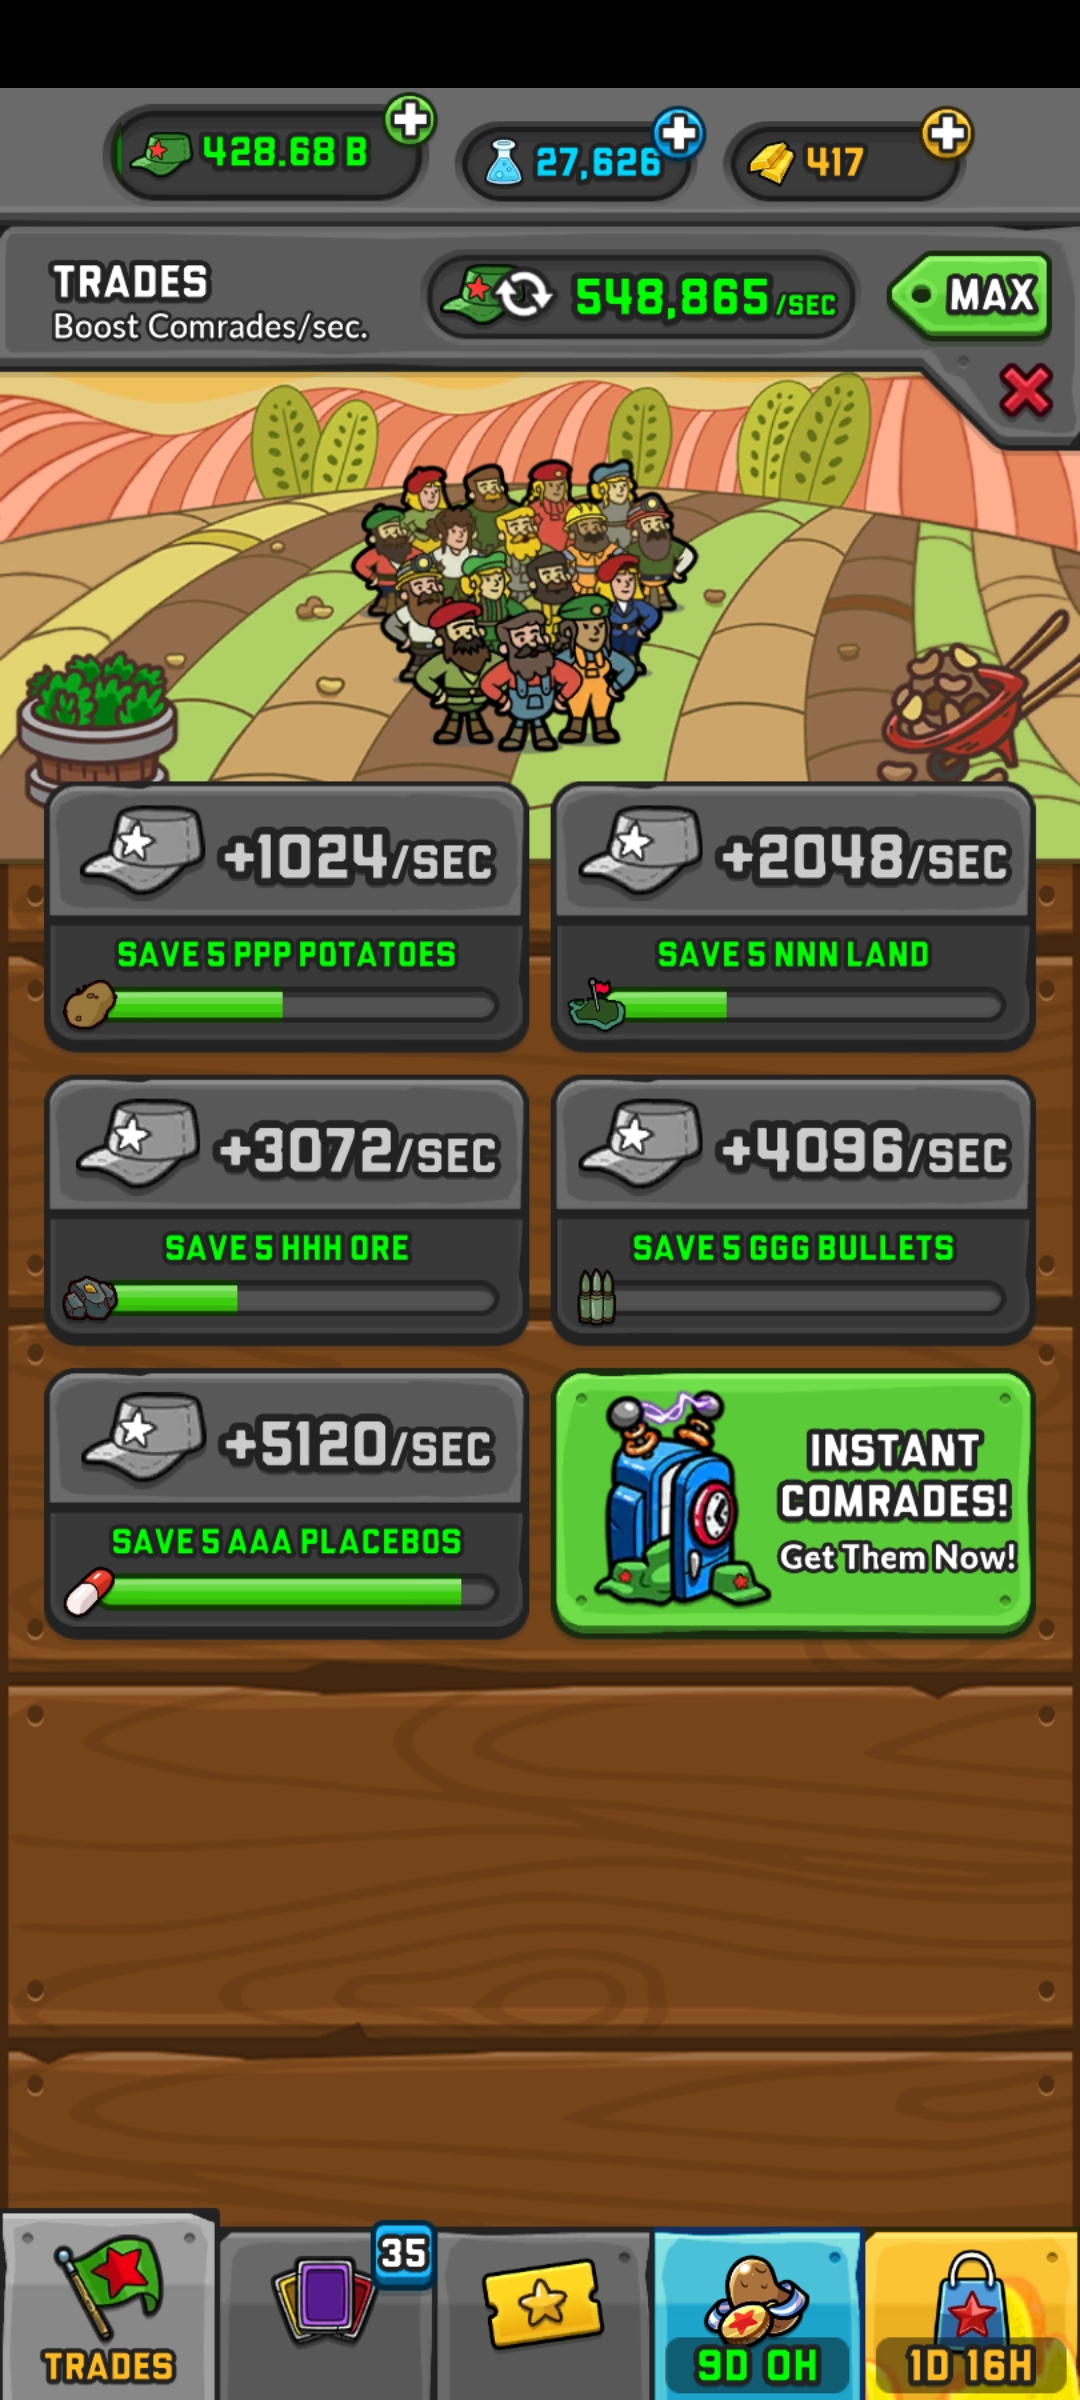 428.68 B
27,626
417
TRADES
Boost Comrades/sec.
548,865/SEC
MAX
+1024/SEC
+2048/SEC
SAVE 5 PPP POTATOES
SAVE 5 NNN LAND
+3072/SEC
+4096/SEC
SAVE 5 HHH ORE
SAVE 5 GGG BULLETS
+5120/SEC
SAVE 5 AAA PLACEBOS
INSTANT
COMRADES!
Get Them Now!
35
TRADES
9D 0H
1D 16H